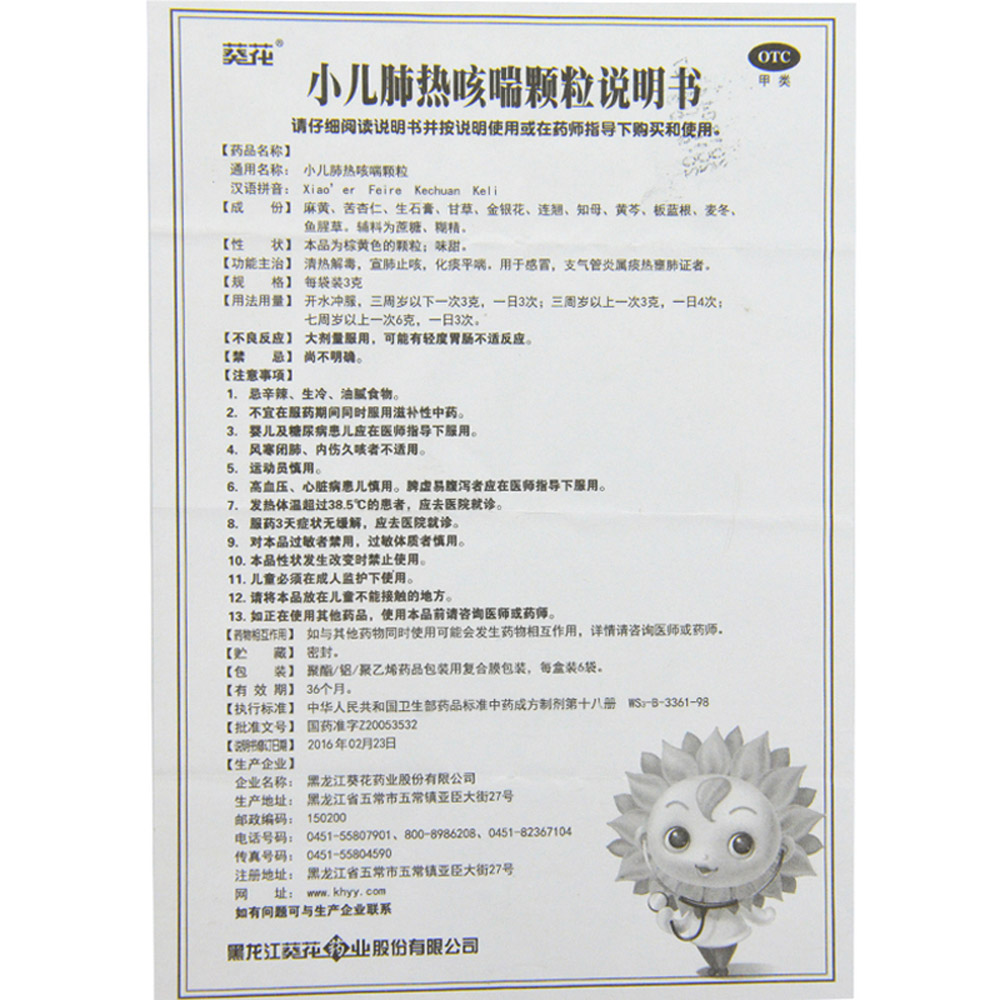 葵花®
OTC
甲类
小儿肺热咳喘颗粒说明书
请仔细阅读说明书并按说明使用或在药师指导下购买和使用。
【药品名称】
通用名称：小儿肺热咳喘颗粒
汉语拼音：Xiao'er Feire Kechuan Keli
【成 份】麻黄、苦杏仁、生石膏、甘草、金银花、连翘、知母、黄芩、板蓝根、麦冬、
鱼腥草。辅料为蔗糖、糊精。
【性 状】本品为棕黄色的颗粒；味甜。
【功能主治】清热解毒，宣肺止咳，化痰平喘。用于感冒，支气管炎属痰热壅肺证者。
【规 格】每袋装3克
【用法用量】开水冲服，三周岁以下一次3克，一日3次；三周岁以上一次3克，一日4次；
七周岁以上一次6克，一日3次。
【不良反应】大剂量服用，可能有轻度胃肠不适反应。
【禁 忌】尚不明确。
【注意事项】
1. 忌辛辣、生冷、油腻食物。
2. 不宜在服药期间同时服用滋补性中药。
3. 婴儿及糖尿病患儿应在医师指导下服用。
4. 风寒闭肺、内伤久咳者不适用。
5. 运动员慎用。
6. 高血压、心脏病患儿慎用。脾虚易腹泻者应在医师指导下服用。
7. 发热体温超过38.5℃的患者，应去医院就诊。
8. 服药3天症状无缓解，应去医院就诊。
9. 对本品过敏者禁用，过敏体质者慎用。
10. 本品性状发生改变时禁止使用。
11. 儿童必须在成人监护下使用。
12. 请将本品放在儿童不能接触的地方。
13. 如正在使用其他药品，使用本品前请咨询医师或药师。
【药物相互作用】如与其他药物同时使用可能会发生药物相互作用，详情请咨询医师或药师。
【贮 藏】密封。
【包 装】聚酯/铝/聚乙烯药品包装用复合膜包装，每盒装6袋。
【有 效 期】36个月。
【执行标准】中华人民共和国卫生部药品标准中药成方制剂第十八册 WS₃-B-3361-98
【批准文号】国药准字Z20053532
【说明书修订日期】2016年02月23日
【生产企业】
企业名称：黑龙江葵花药业股份有限公司
生产地址：黑龙江省五常市五常镇亚臣大街27号
邮政编码：150200
电话号码：0451-55807901、800-8986208、0451-82367104
传真号码：0451-55804590
注册地址：黑龙江省五常市五常镇亚臣大街27号
网 址：www.khyy.com
如有问题可与生产企业联系
黑龙江葵花药业股份有限公司